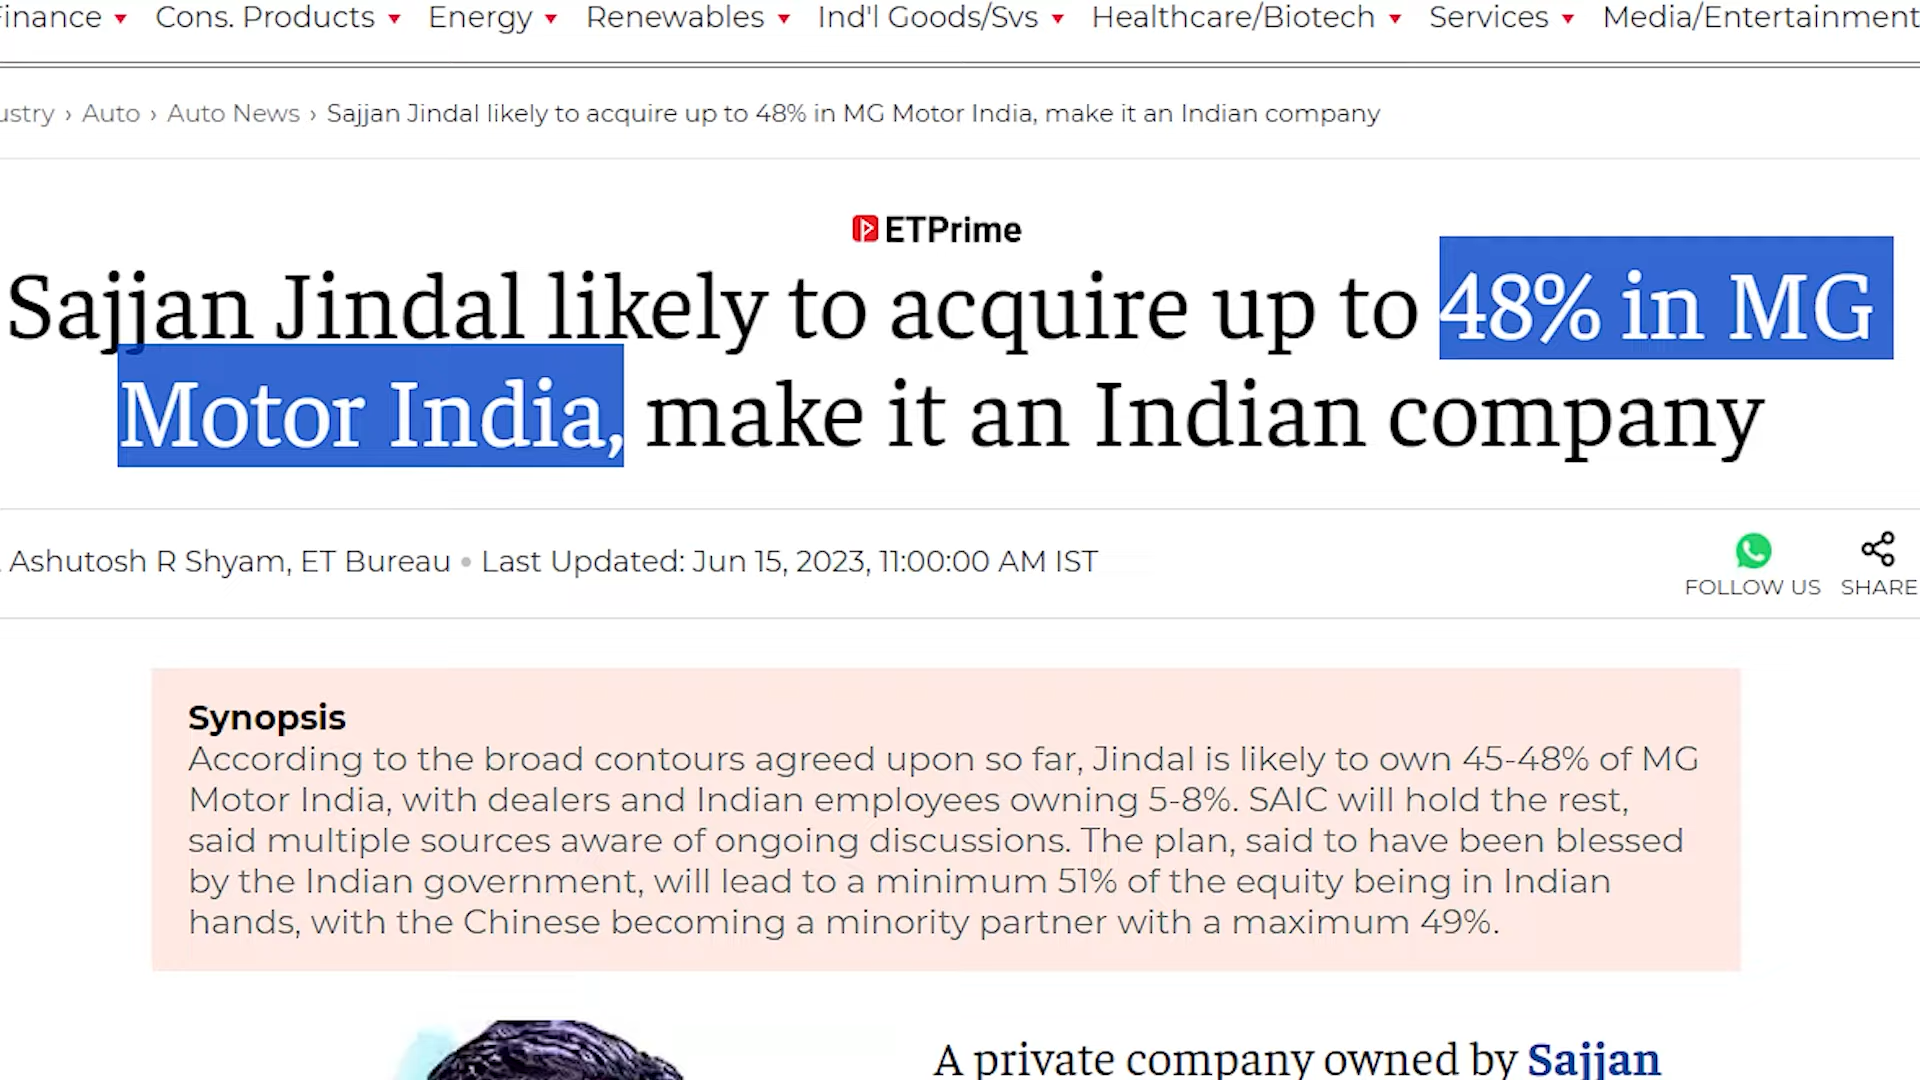 Finance Cons. Products Energy Renewables Ind'l Goods/Svs Healthcare/Biotech Services Media/Entertainment
› Auto › Auto News › Sajjan Jindal likely to acquire up to 48% in MG Motor India, make it an Indian company
ETPrime
Sajjan Jindal likely to acquire up to 48% in MG
Motor India, make it an Indian company
Ashutosh R Shyam, ET Bureau • Last Updated: Jun 15, 2023, 11:00:00 AM IST
FOLLOW US SHARE
Synopsis
According to the broad contours agreed upon so far, Jindal is likely to own 45-48% of MG
Motor India, with dealers and Indian employees owning 5-8%. SAIC will hold the rest,
said multiple sources aware of ongoing discussions. The plan, said to have been blessed
by the Indian government, will lead to a minimum 51% of the equity being in Indian
hands, with the Chinese becoming a minority partner with a maximum 49%.
A private company owned by Sajjan